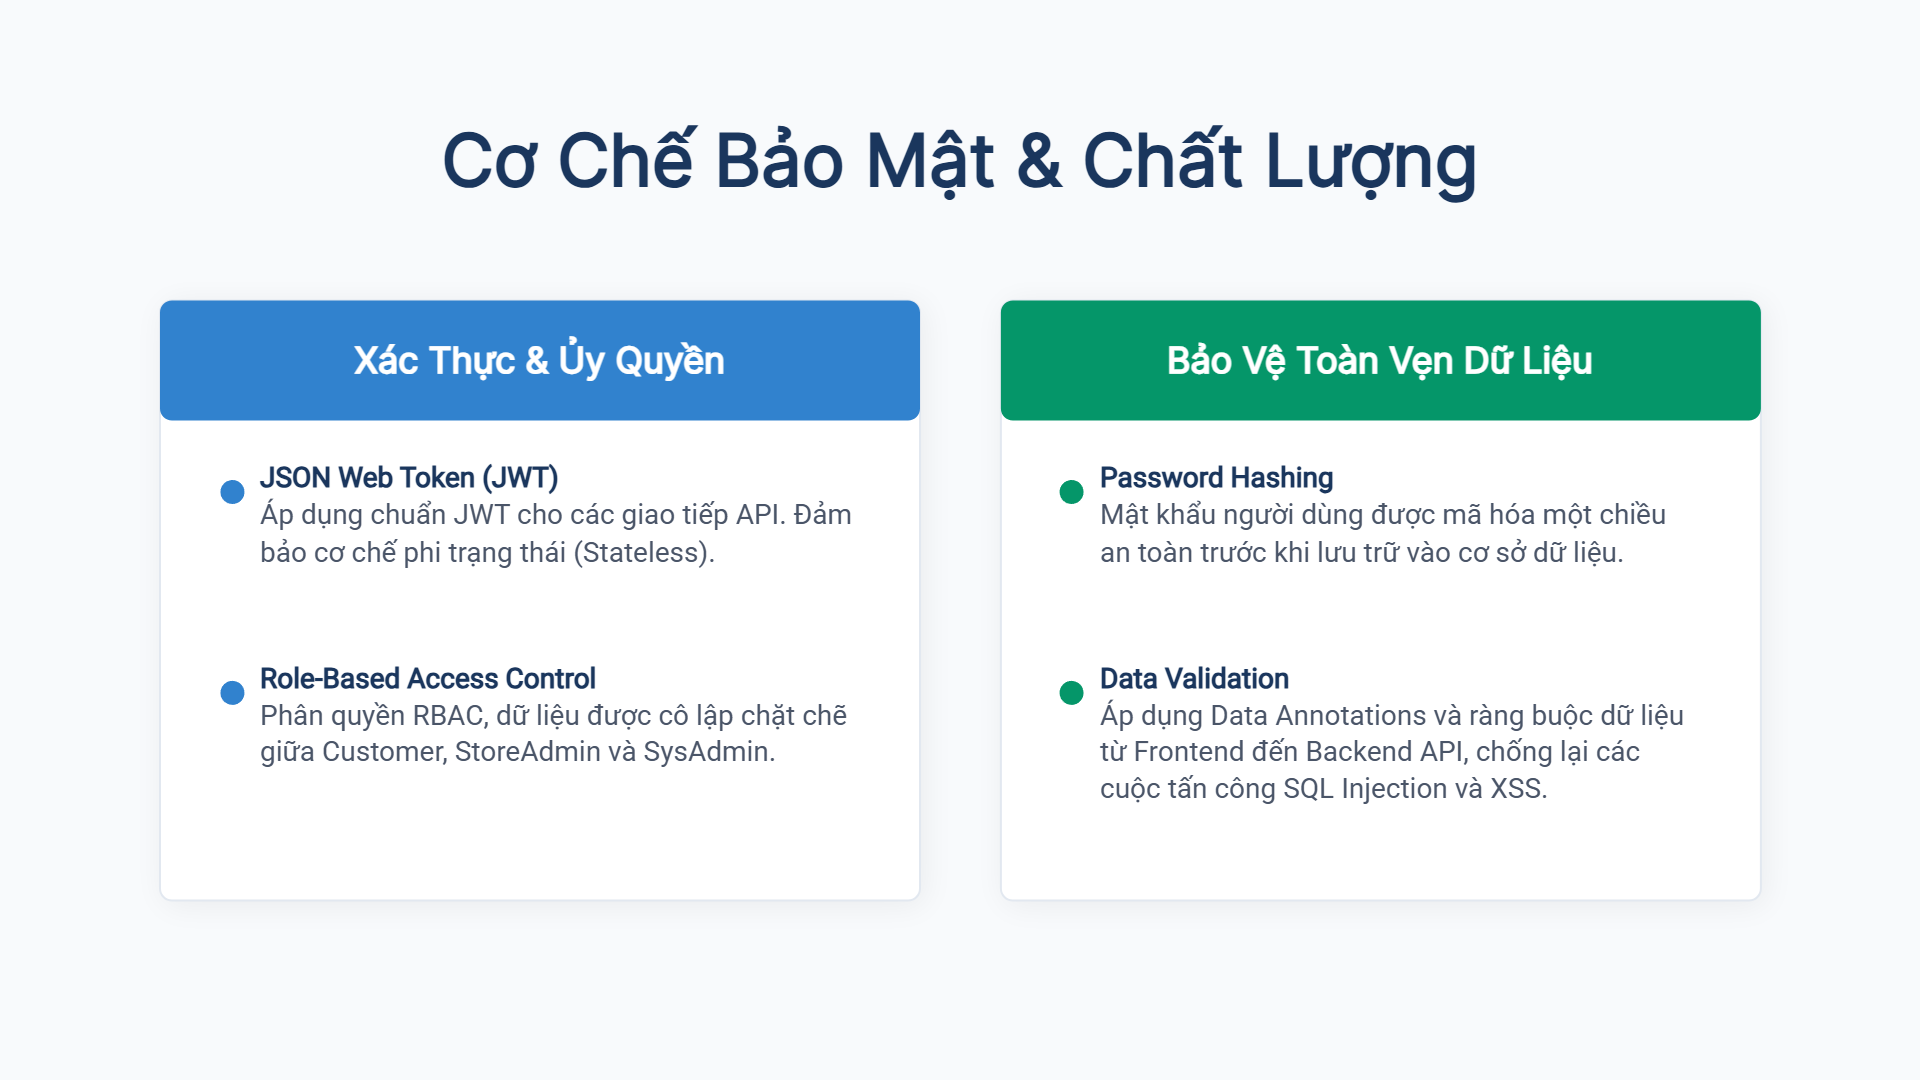 Cơ Chế Bảo Mật & Chất Lượng
Xác Thực & Ủy Quyền
JSON Web Token (JWT)
Áp dụng chuẩn JWT cho các giao tiếp API. Đảm
bảo cơ chế phi trạng thái (Stateless).
Role-Based Access Control
Phân quyền RBAC, dữ liệu được cô lập chặt chẽ
giữa Customer, StoreAdmin và SysAdmin.
Bảo Vệ Toàn Vẹn Dữ Liệu
Password Hashing
Mật khẩu người dùng được mã hóa một chiều
an toàn trước khi lưu trữ vào cơ sở dữ liệu.
Data Validation
Áp dụng Data Annotations và ràng buộc dữ liệu
từ Frontend đến Backend API, chống lại các
cuộc tấn công SQL Injection và XSS.